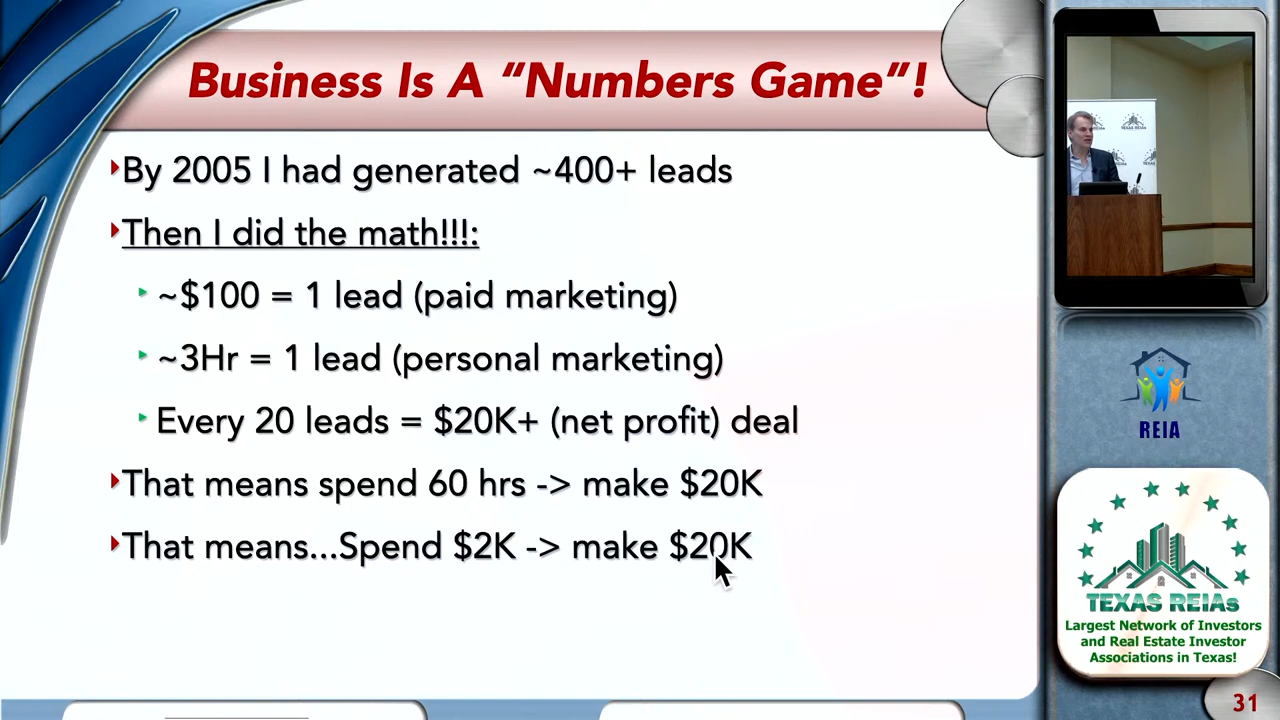 Business Is A “Numbers Game”!
By 2005 I had generated ~400+ leads
Then I did the math!!!:
~$100 = 1 lead (paid marketing)
~3Hr = 1 lead (personal marketing)
Every 20 leads = $20K+ (net profit) deal
That means spend 60 hrs -> make $20K
That means...Spend $2K -> make $20K
TEXAS REIAs
REIA
TEXAS REIAs
Largest Network of Investors
and Real Estate Investor
Associations in Texas!
31